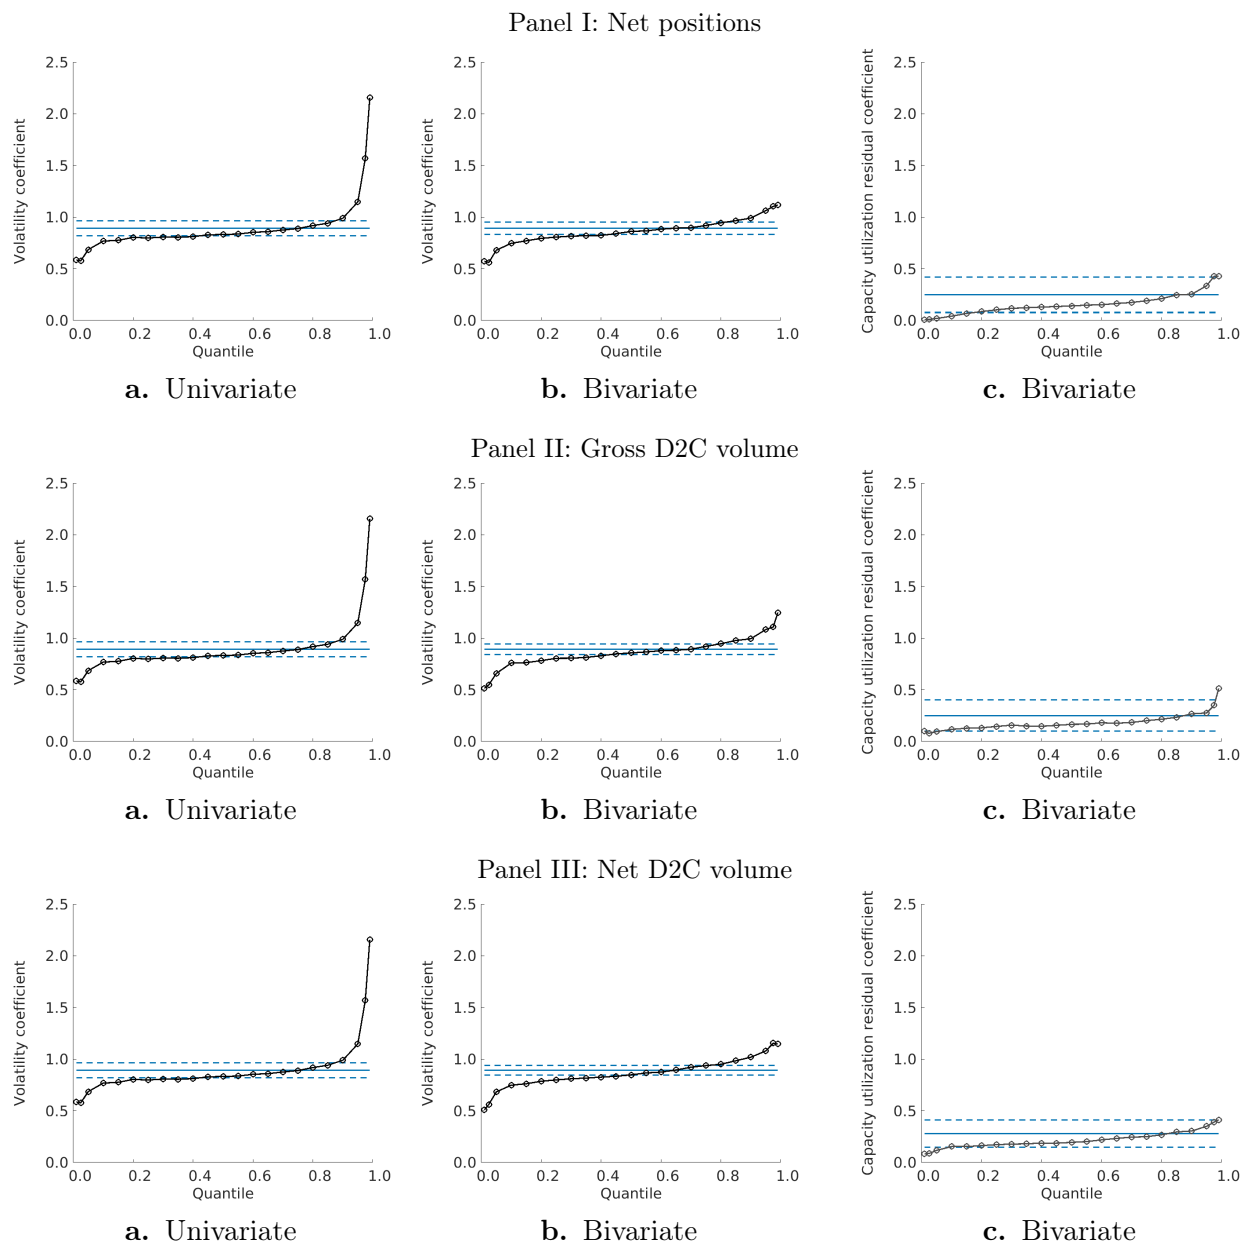 Panel I: Net positions
Volatility coefficient
2.5
2.0
1.5
1.0
0.5
0.0
0.0 0.2 0.4 0.6 0.8 1.0
Quantile
a. Univariate
Volatility coefficient
2.5
2.0
1.5
1.0
0.5
0.0
0.0 0.2 0.4 0.6 0.8 1.0
Quantile
b. Bivariate
Capacity utilization residual coefficient
2.5
2.0
1.5
1.0
0.5
0.0
0.0 0.2 0.4 0.6 0.8 1.0
Quantile
c. Bivariate
Panel II: Gross D2C volume
Volatility coefficient
2.5
2.0
1.5
1.0
0.5
0.0
0.0 0.2 0.4 0.6 0.8 1.0
Quantile
a. Univariate
Volatility coefficient
2.5
2.0
1.5
1.0
0.5
0.0
0.0 0.2 0.4 0.6 0.8 1.0
Quantile
b. Bivariate
Capacity utilization residual coefficient
2.5
2.0
1.5
1.0
0.5
0.0
0.0 0.2 0.4 0.6 0.8 1.0
Quantile
c. Bivariate
Panel III: Net D2C volume
Volatility coefficient
2.5
2.0
1.5
1.0
0.5
0.0
0.0 0.2 0.4 0.6 0.8 1.0
Quantile
a. Univariate
Volatility coefficient
2.5
2.0
1.5
1.0
0.5
0.0
0.0 0.2 0.4 0.6 0.8 1.0
Quantile
b. Bivariate
Capacity utilization residual coefficient
2.5
2.0
1.5
1.0
0.5
0.0
0.0 0.2 0.4 0.6 0.8 1.0
Quantile
c. Bivariate